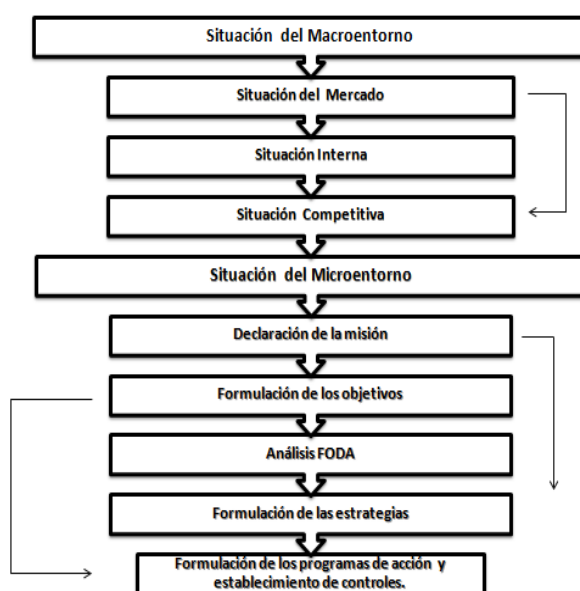 Situación del Macroentorno
Situación del Mercado
Situación Interna
Situación Competitiva
Situación del Microentorno
Declaración de la misión
Formulación de los objetivos
Análisis FODA
Formulación de las estrategias
Formulación de los programas de acción y
establecimiento de controles.